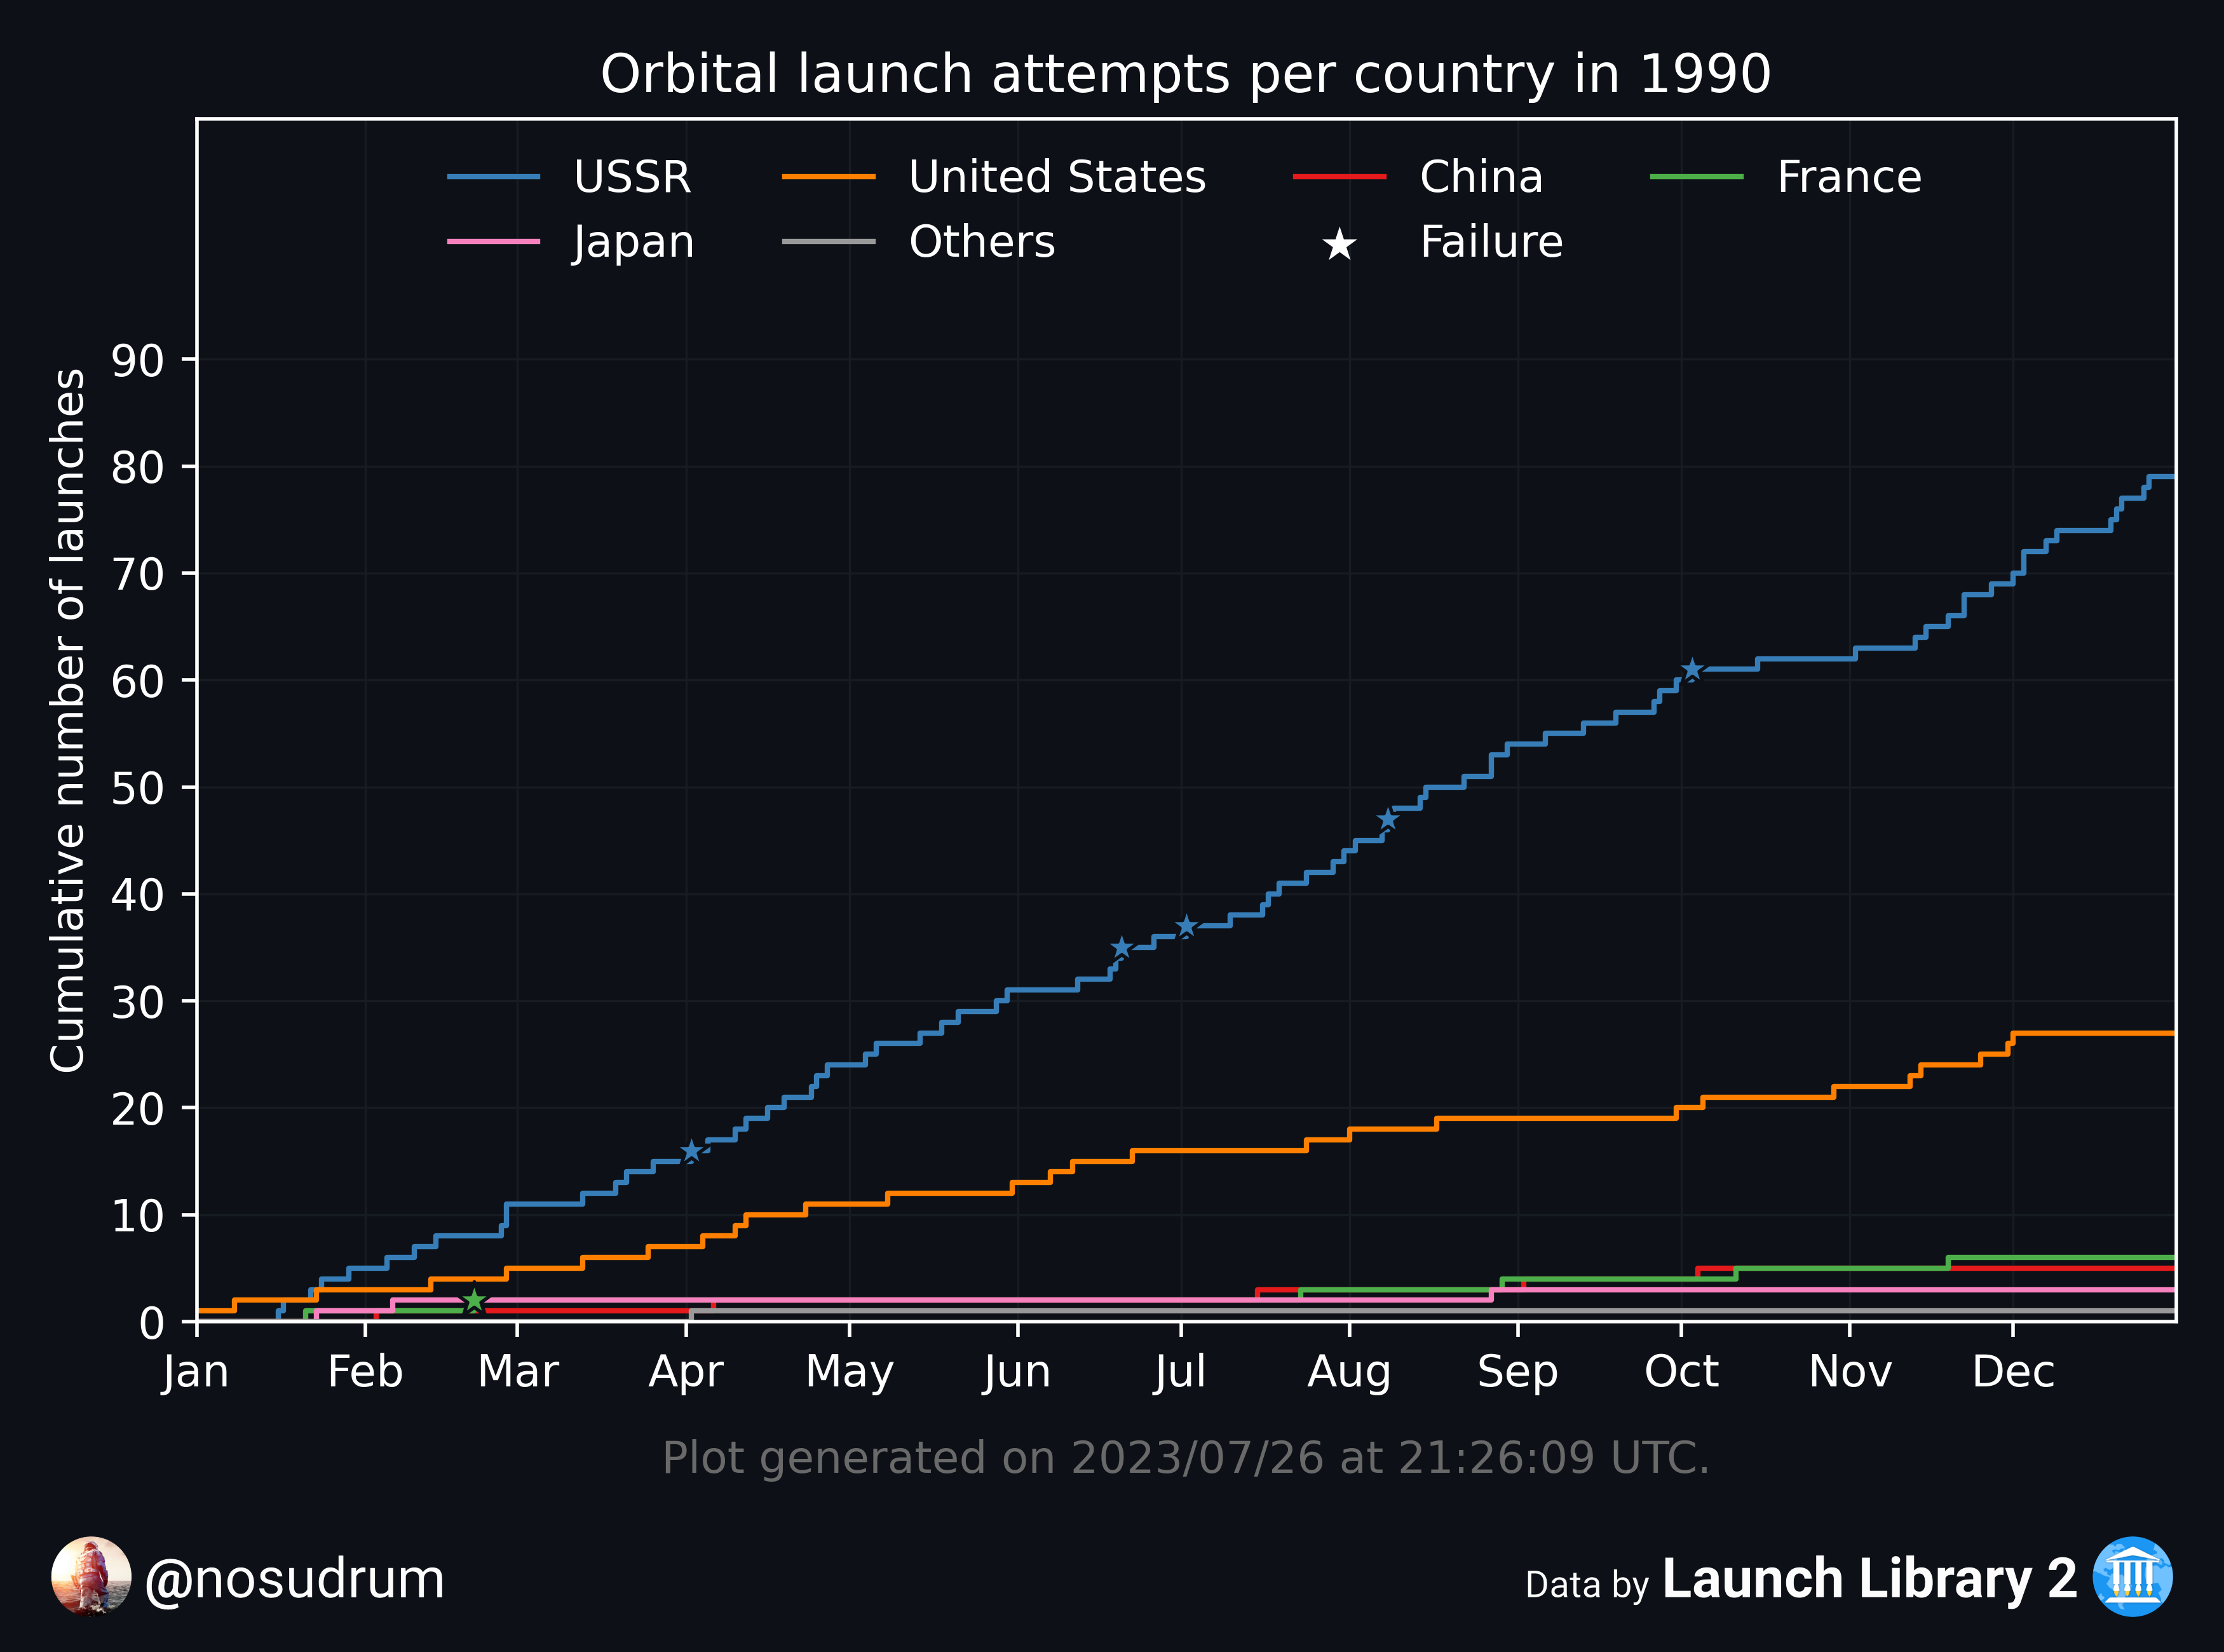 Orbital launch attempts per country in 1990
USSR United States China France
Japan Others Failure
Cumulative number of launches
90
80
70
60
50
40
30
20
10
0
Jan Feb Mar Apr May Jun Jul Aug Sep Oct Nov Dec
Plot generated on 2023/07/26 at 21:26:09 UTC.
@nosudrum
Data by Launch Library 2